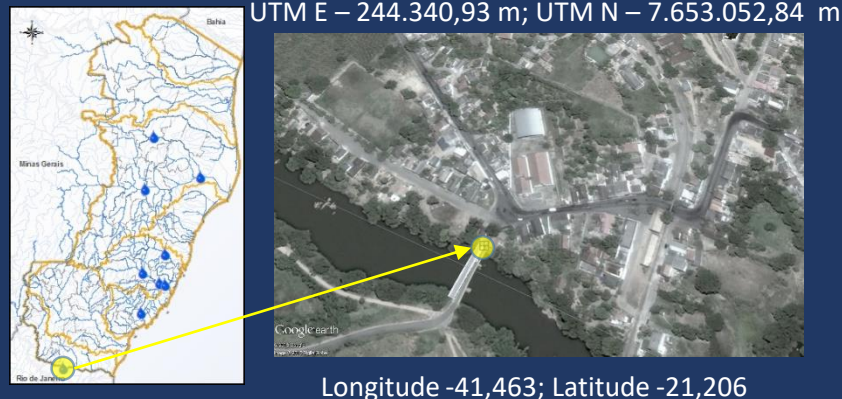 UTM E – 244.340,93 m; UTM N – 7.653.052,84 m
Bahia
Minas Gerais
Rio de Janeiro
Google earth
Longitude -41,463; Latitude -21,206